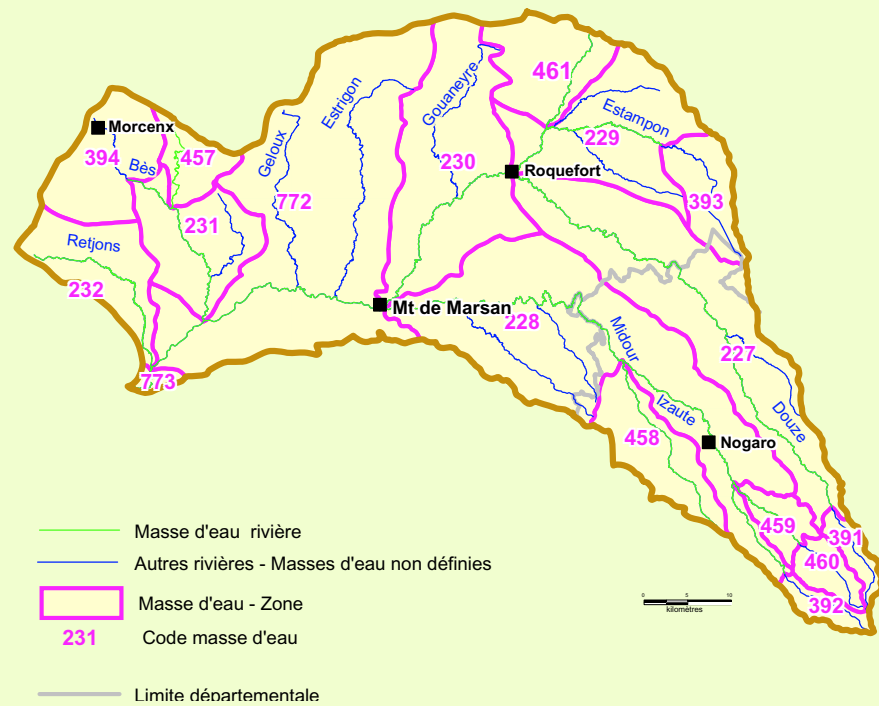 461
Gouaneyre
Estrigon
Estampon
Morcenx
Geloux
229
394
457
Bès
230
Roquefort
393
772
231
Retjons
232
Mt de Marsan
228
Midour
227
773
Izaute
Douze
458
Nogaro
459
391
460
392
0 5 10
kilomètres
Masse d'eau rivière
Autres rivières - Masses d'eau non définies
Masse d'eau - Zone
231 Code masse d'eau
Limite départementale